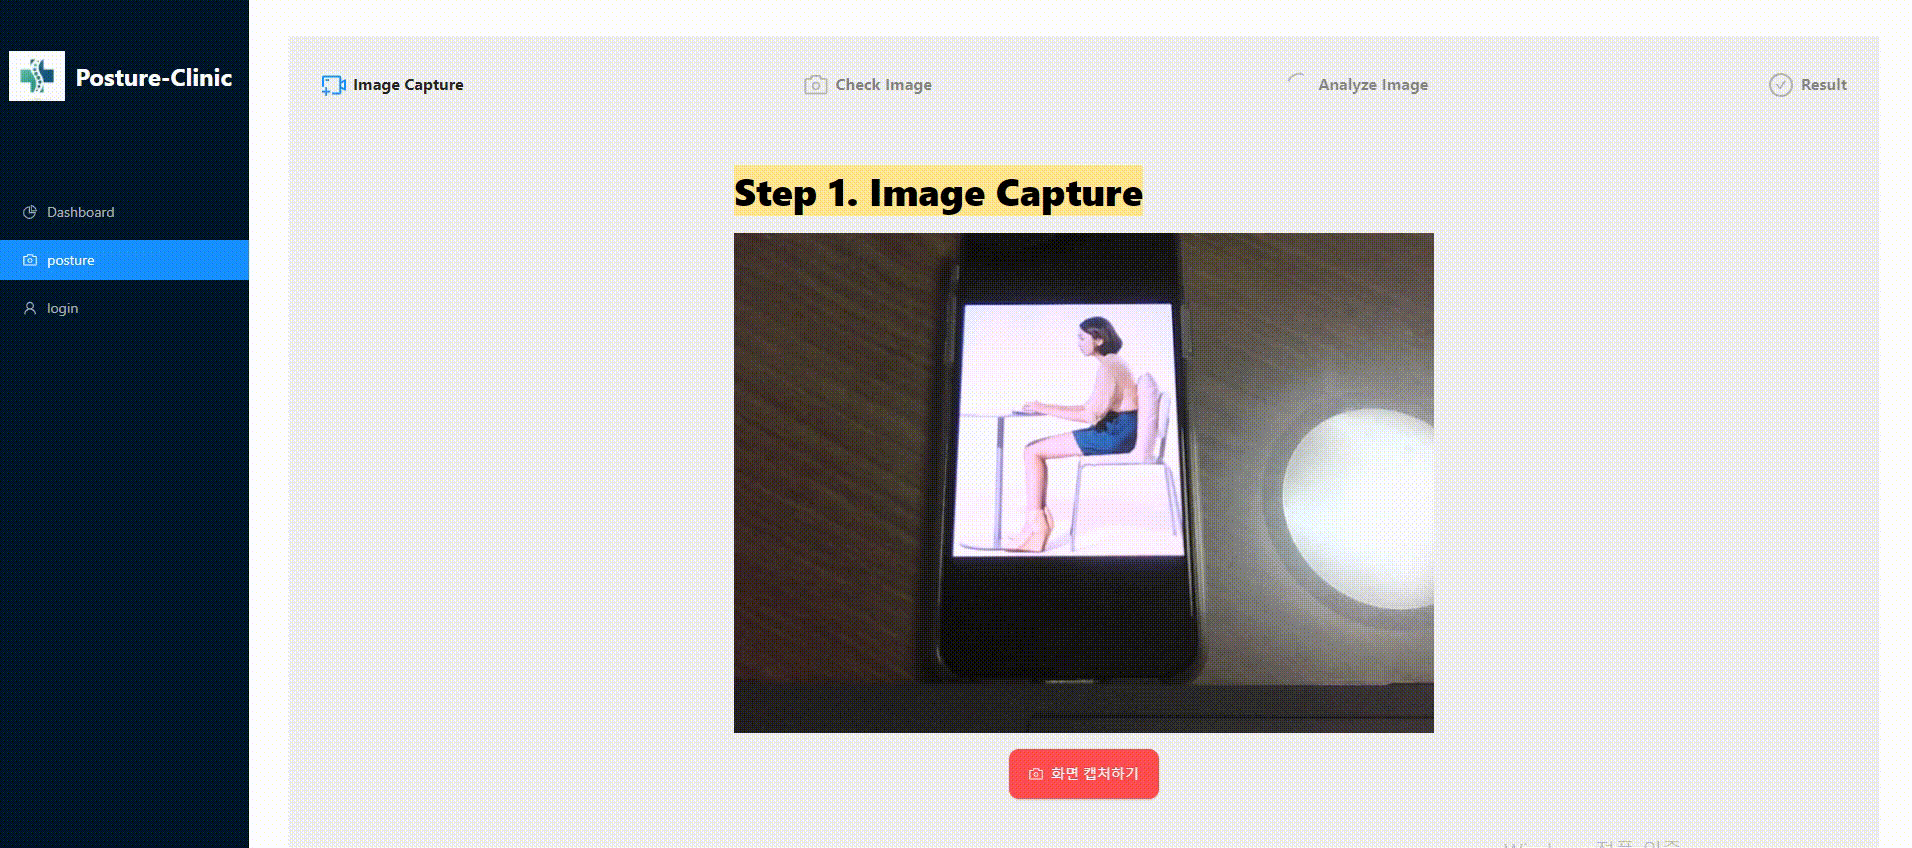 Posture-Clinic
Dashboard
posture
login
Image Capture
Check Image
Analyze Image
Result
Step 1. Image Capture
화면 캡처하기